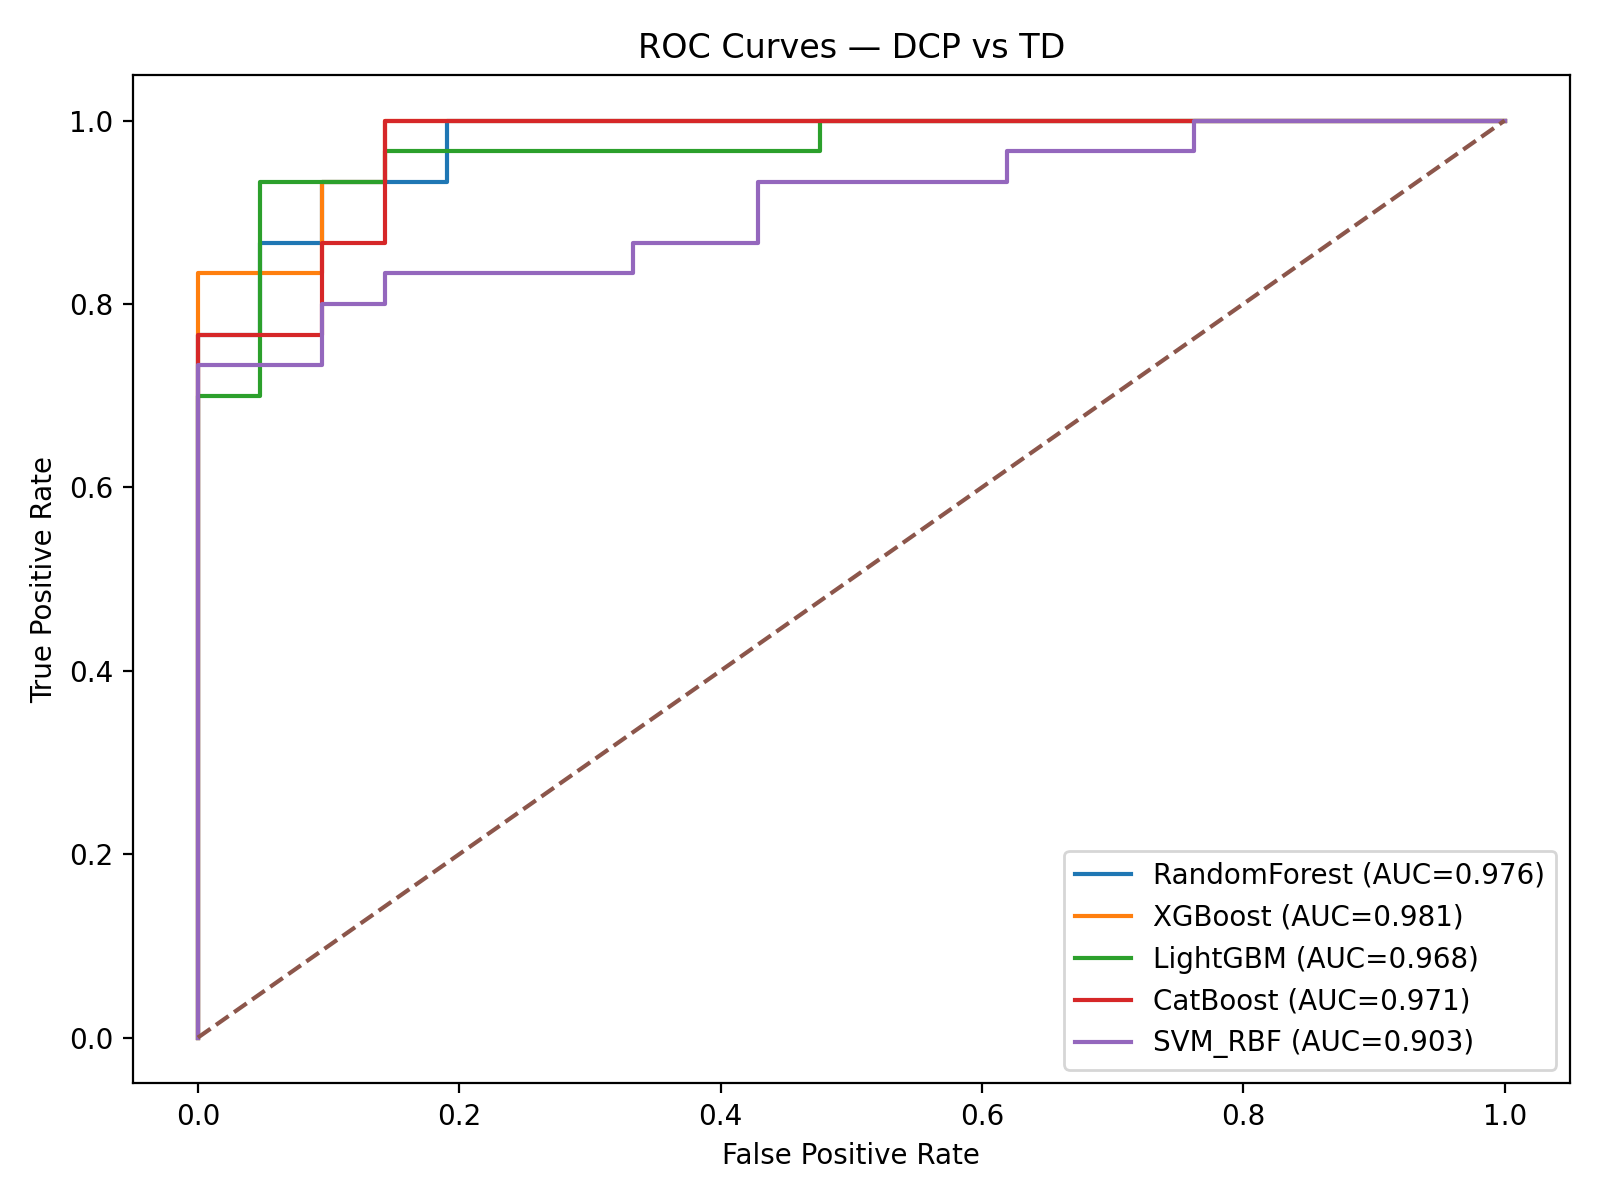 ROC Curves — DCP vs TD
True Positive Rate
1.0
0.8
0.6
0.4
0.2
0.0
0.0 0.2 0.4 0.6 0.8 1.0
False Positive Rate
RandomForest (AUC=0.976)
XGBoost (AUC=0.981)
LightGBM (AUC=0.968)
CatBoost (AUC=0.971)
SVM_RBF (AUC=0.903)